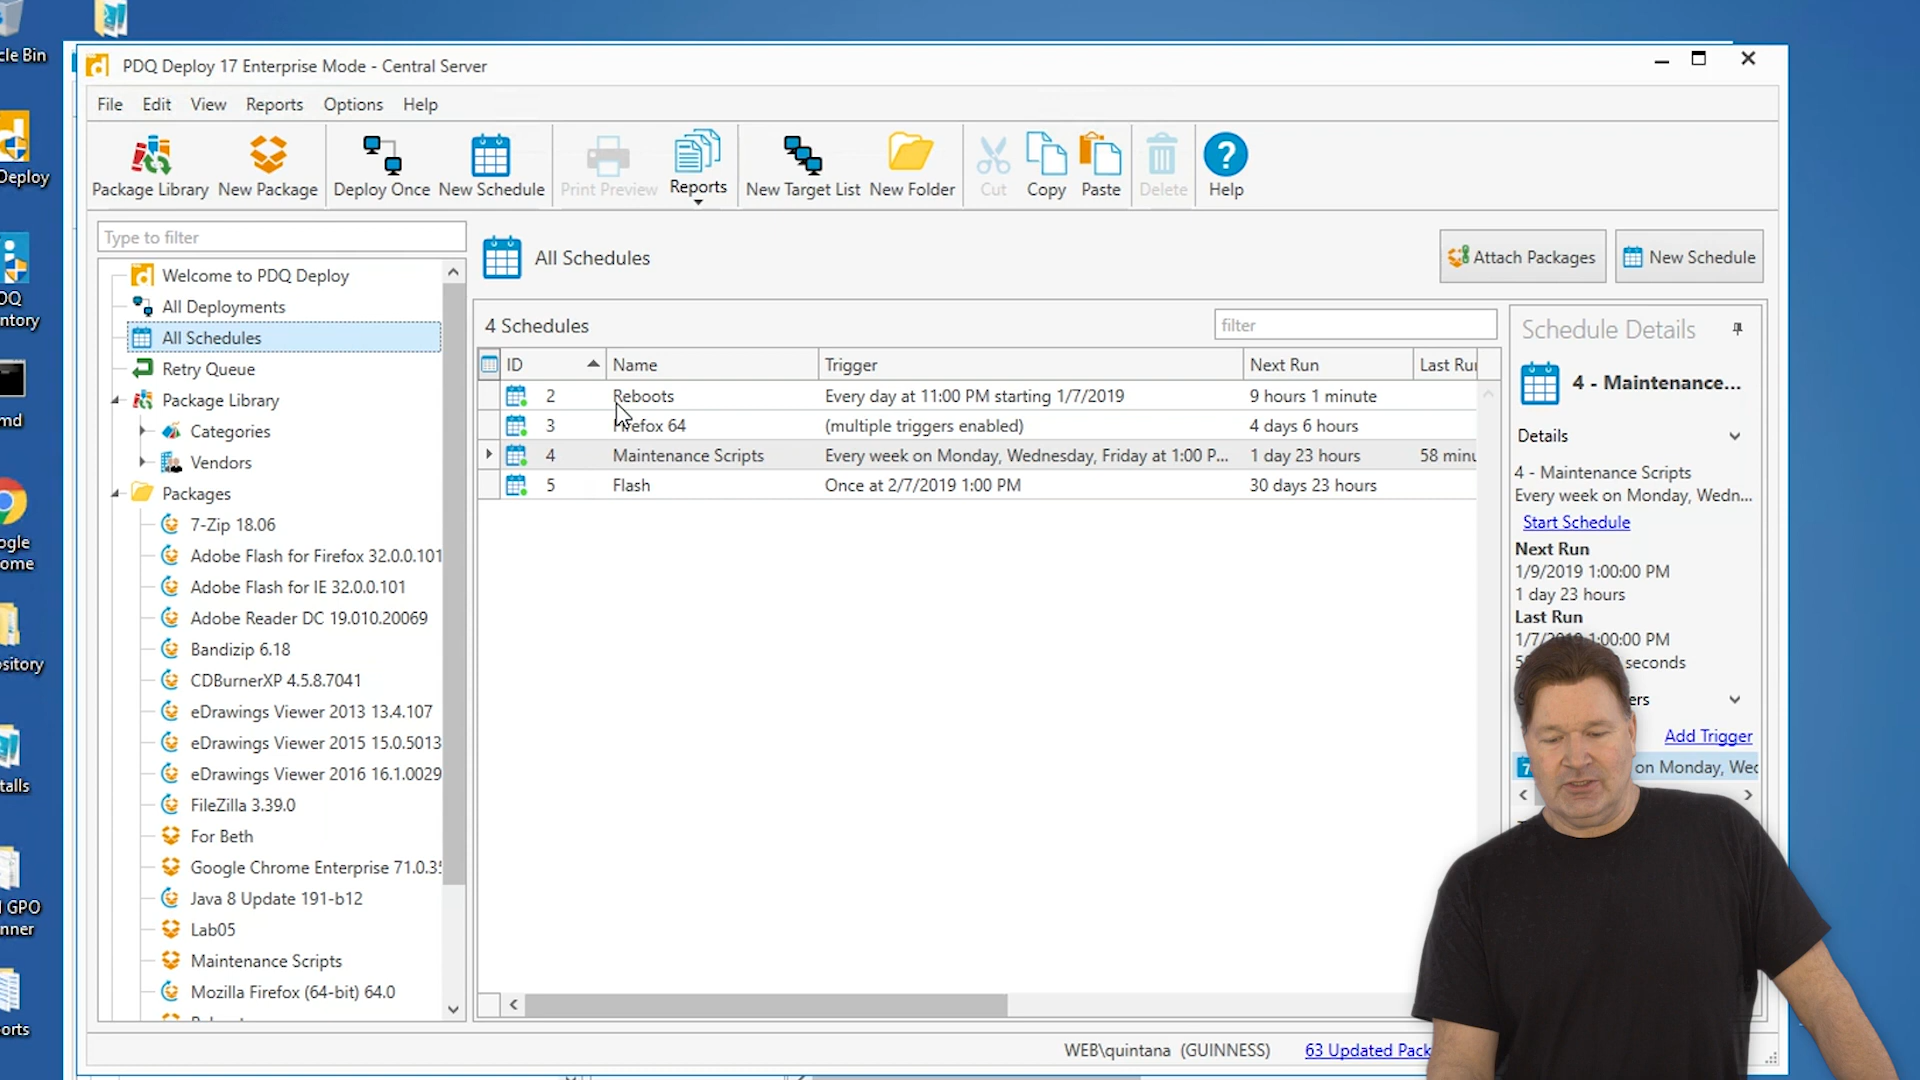 cle Bin
Deploy
ntory
md
ome
sitory
talls
GPO
nner
orts
PDQ Deploy 17 Enterprise Mode - Central Server
File Edit View Reports Options Help
Package Library New Package Deploy Once New Schedule Print Preview Reports New Target List New Folder Cut Copy Paste Delete Help
Type to filter
Welcome to PDQ Deploy
All Deployments
All Schedules
Retry Queue
Package Library
Categories
Vendors
Packages
7-Zip 18.06
Adobe Flash for Firefox 32.0.0.101
Adobe Flash for IE 32.0.0.101
Adobe Reader DC 19.010.20069
Bandizip 6.18
CDBurnerXP 4.5.8.7041
eDrawings Viewer 2013 13.4.107
eDrawings Viewer 2015 15.0.5013
eDrawings Viewer 2016 16.1.0029
FileZilla 3.39.0
For Beth
Google Chrome Enterprise 71.0.35
Java 8 Update 191-b12
Lab05
Maintenance Scripts
Mozilla Firefox (64-bit) 64.0
All Schedules
Attach Packages New Schedule
4 Schedules
filter
ID Name Trigger Next Run Last Ru
2 Reboots Every day at 11:00 PM starting 1/7/2019 9 hours 1 minute
3 Firefox 64 (multiple triggers enabled) 4 days 6 hours
4 Maintenance Scripts Every week on Monday, Wednesday, Friday at 1:00 P... 1 day 23 hours 58 minu
5 Flash Once at 2/7/2019 1:00 PM 30 days 23 hours
Schedule Details
4 - Maintenance...
Details
4 - Maintenance Scripts
Every week on Monday, Wedn...
Start Schedule
Next Run
1/9/2019 1:00:00 PM
1 day 23 hours
Last Run
1/7/2019 1:00:00 PM
seconds
ers
Add Trigger
on Monday, Wed
WEB\quintana (GUINNESS) 63 Updated Pack